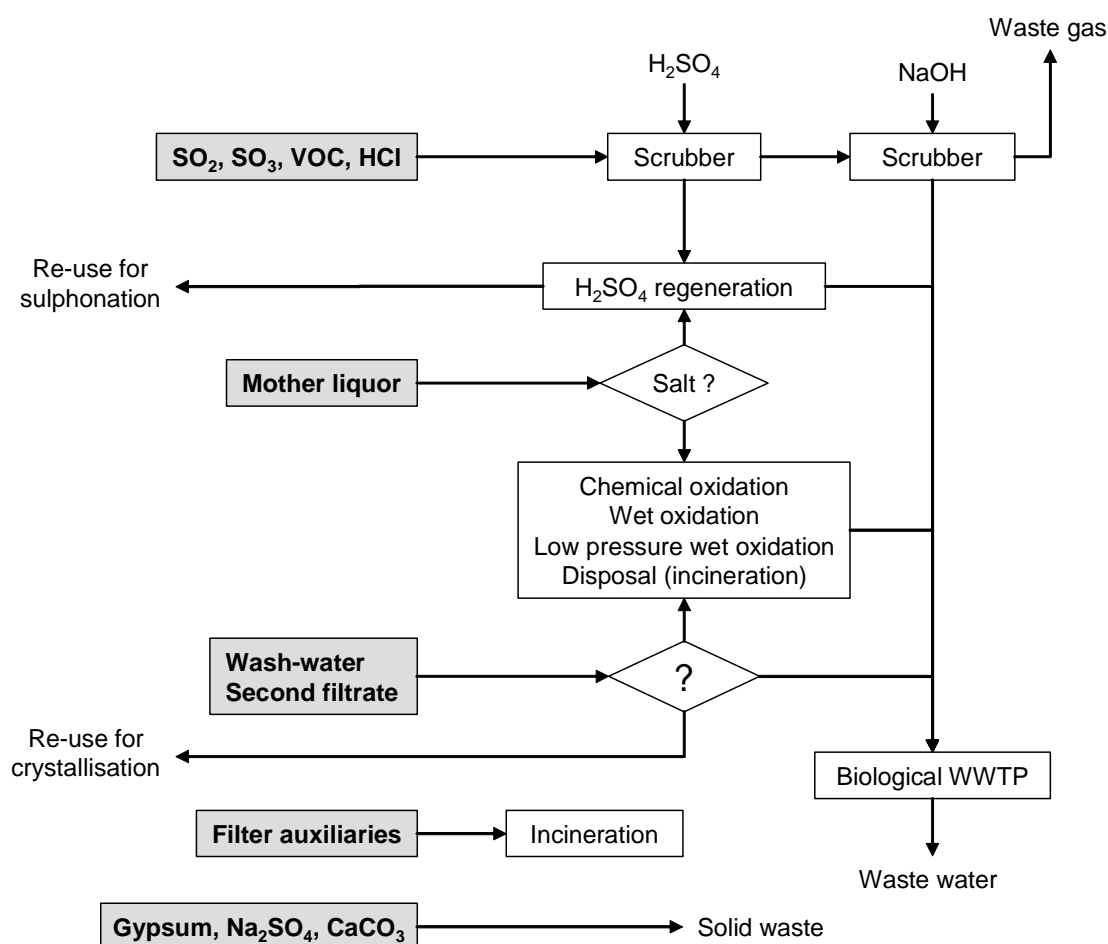 Waste gas
H₂SO₄
NaOH
SO₂, SO₃, VOC, HCl
Scrubber
Scrubber
Re-use for
sulphonation
H₂SO₄ regeneration
Mother liquor
Salt ?
Chemical oxidation
Wet oxidation
Low pressure wet oxidation
Disposal (incineration)
Wash-water
Second filtrate
?
Re-use for
crystallisation
Biological WWTP
Filter auxiliaries
Incineration
Waste water
Gypsum, Na₂SO₄, CaCO₃
Solid waste